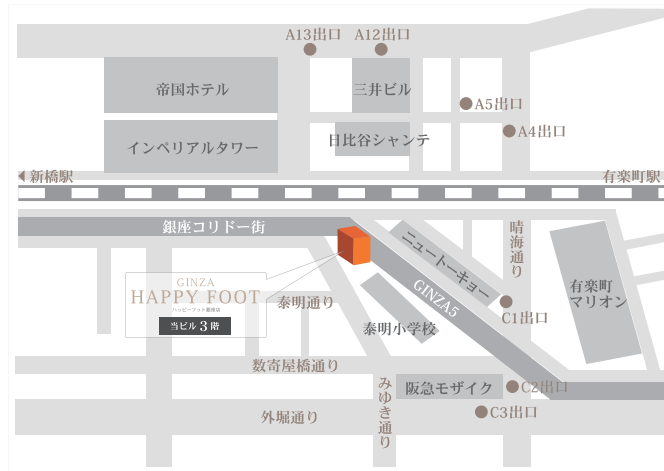 A13出口
A12出口
帝国ホテル
三井ビル
A5出口
A4出口
インペリアルタワー
日比谷シャンテ
新橋駅
有楽町駅
銀座コリドー街
ニュートーキョー
晴海通り
有楽町
マリオン
GINZA
HAPPY FOOT
ハッピーフット銀座店
当ビル3階
泰明通り
GINZA5
C1出口
泰明小学校
数寄屋橋通り
みゆき通り
阪急モザイク
C2出口
外堀通り
C3出口